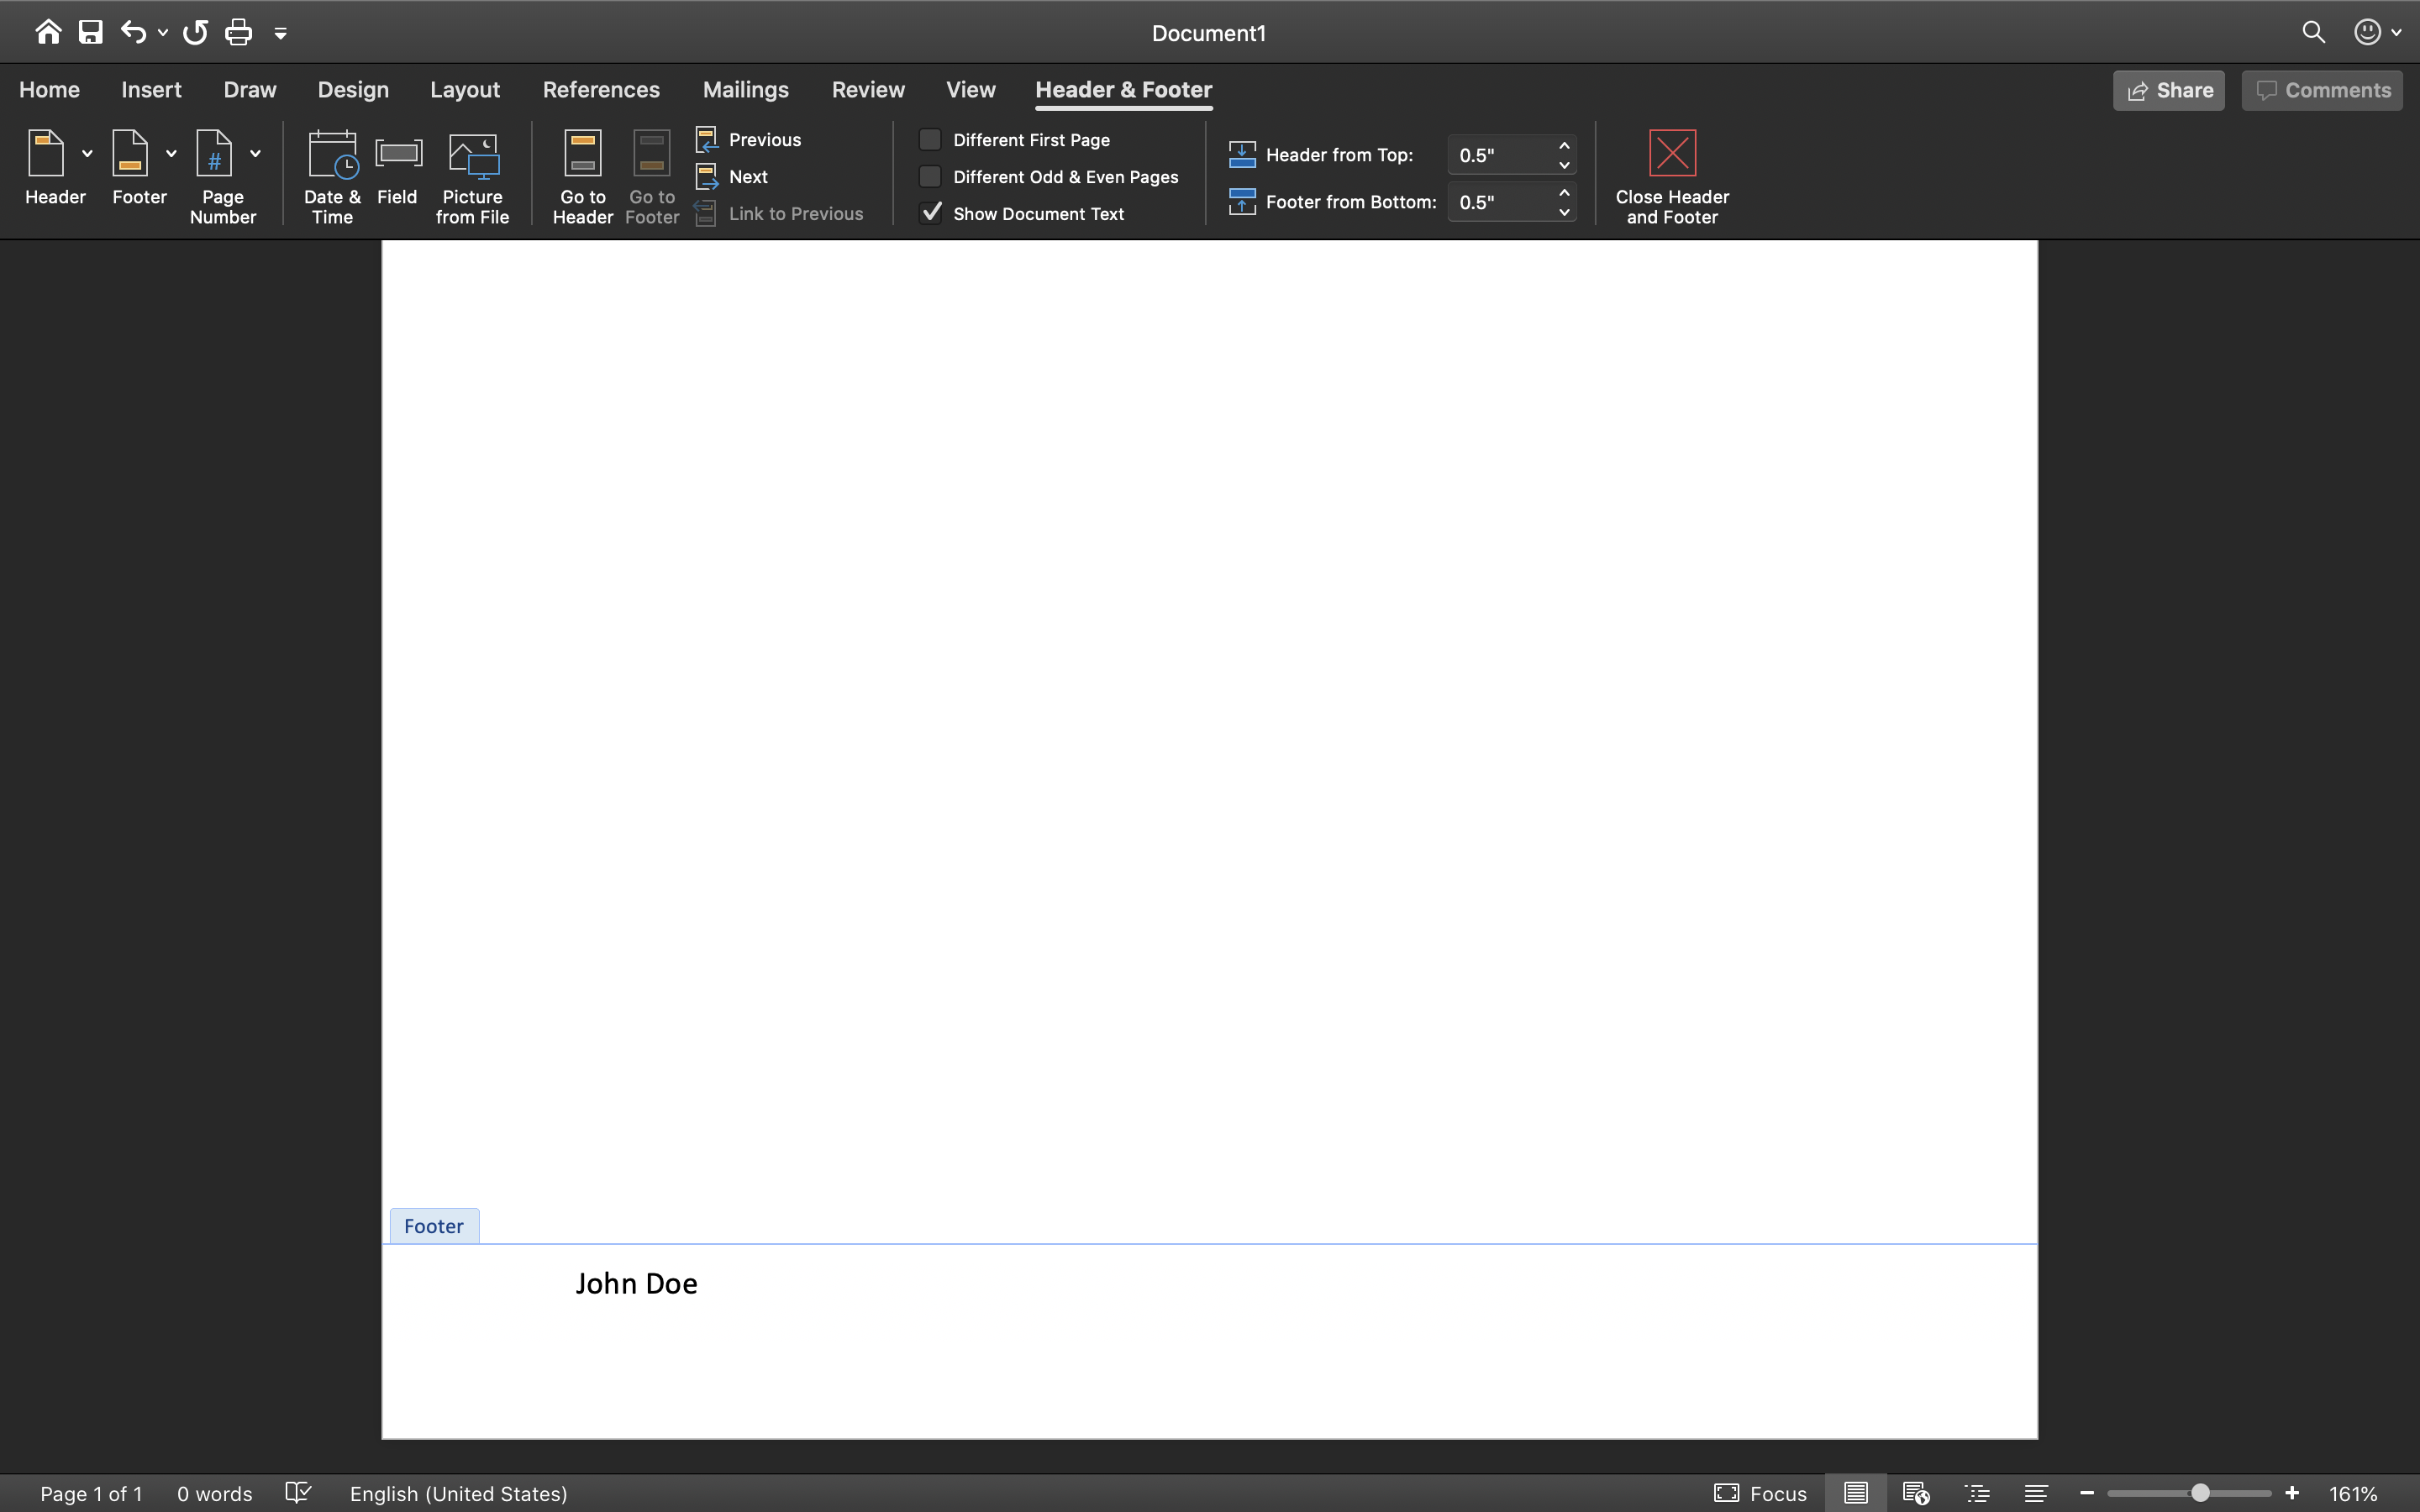 Document1
Home Insert Draw Design Layout References Mailings Review View Header & Footer Share Comments
Header Footer Page Number
#
Date & Time Field Picture from File
Go to Header Go to Footer
Previous
Next
Link to Previous
Different First Page
Different Odd & Even Pages
Show Document Text
Header from Top: 0.5"
Footer from Bottom: 0.5"
Close Header and Footer
Footer
John Doe
Page 1 of 1 0 words English (United States) Focus 161%